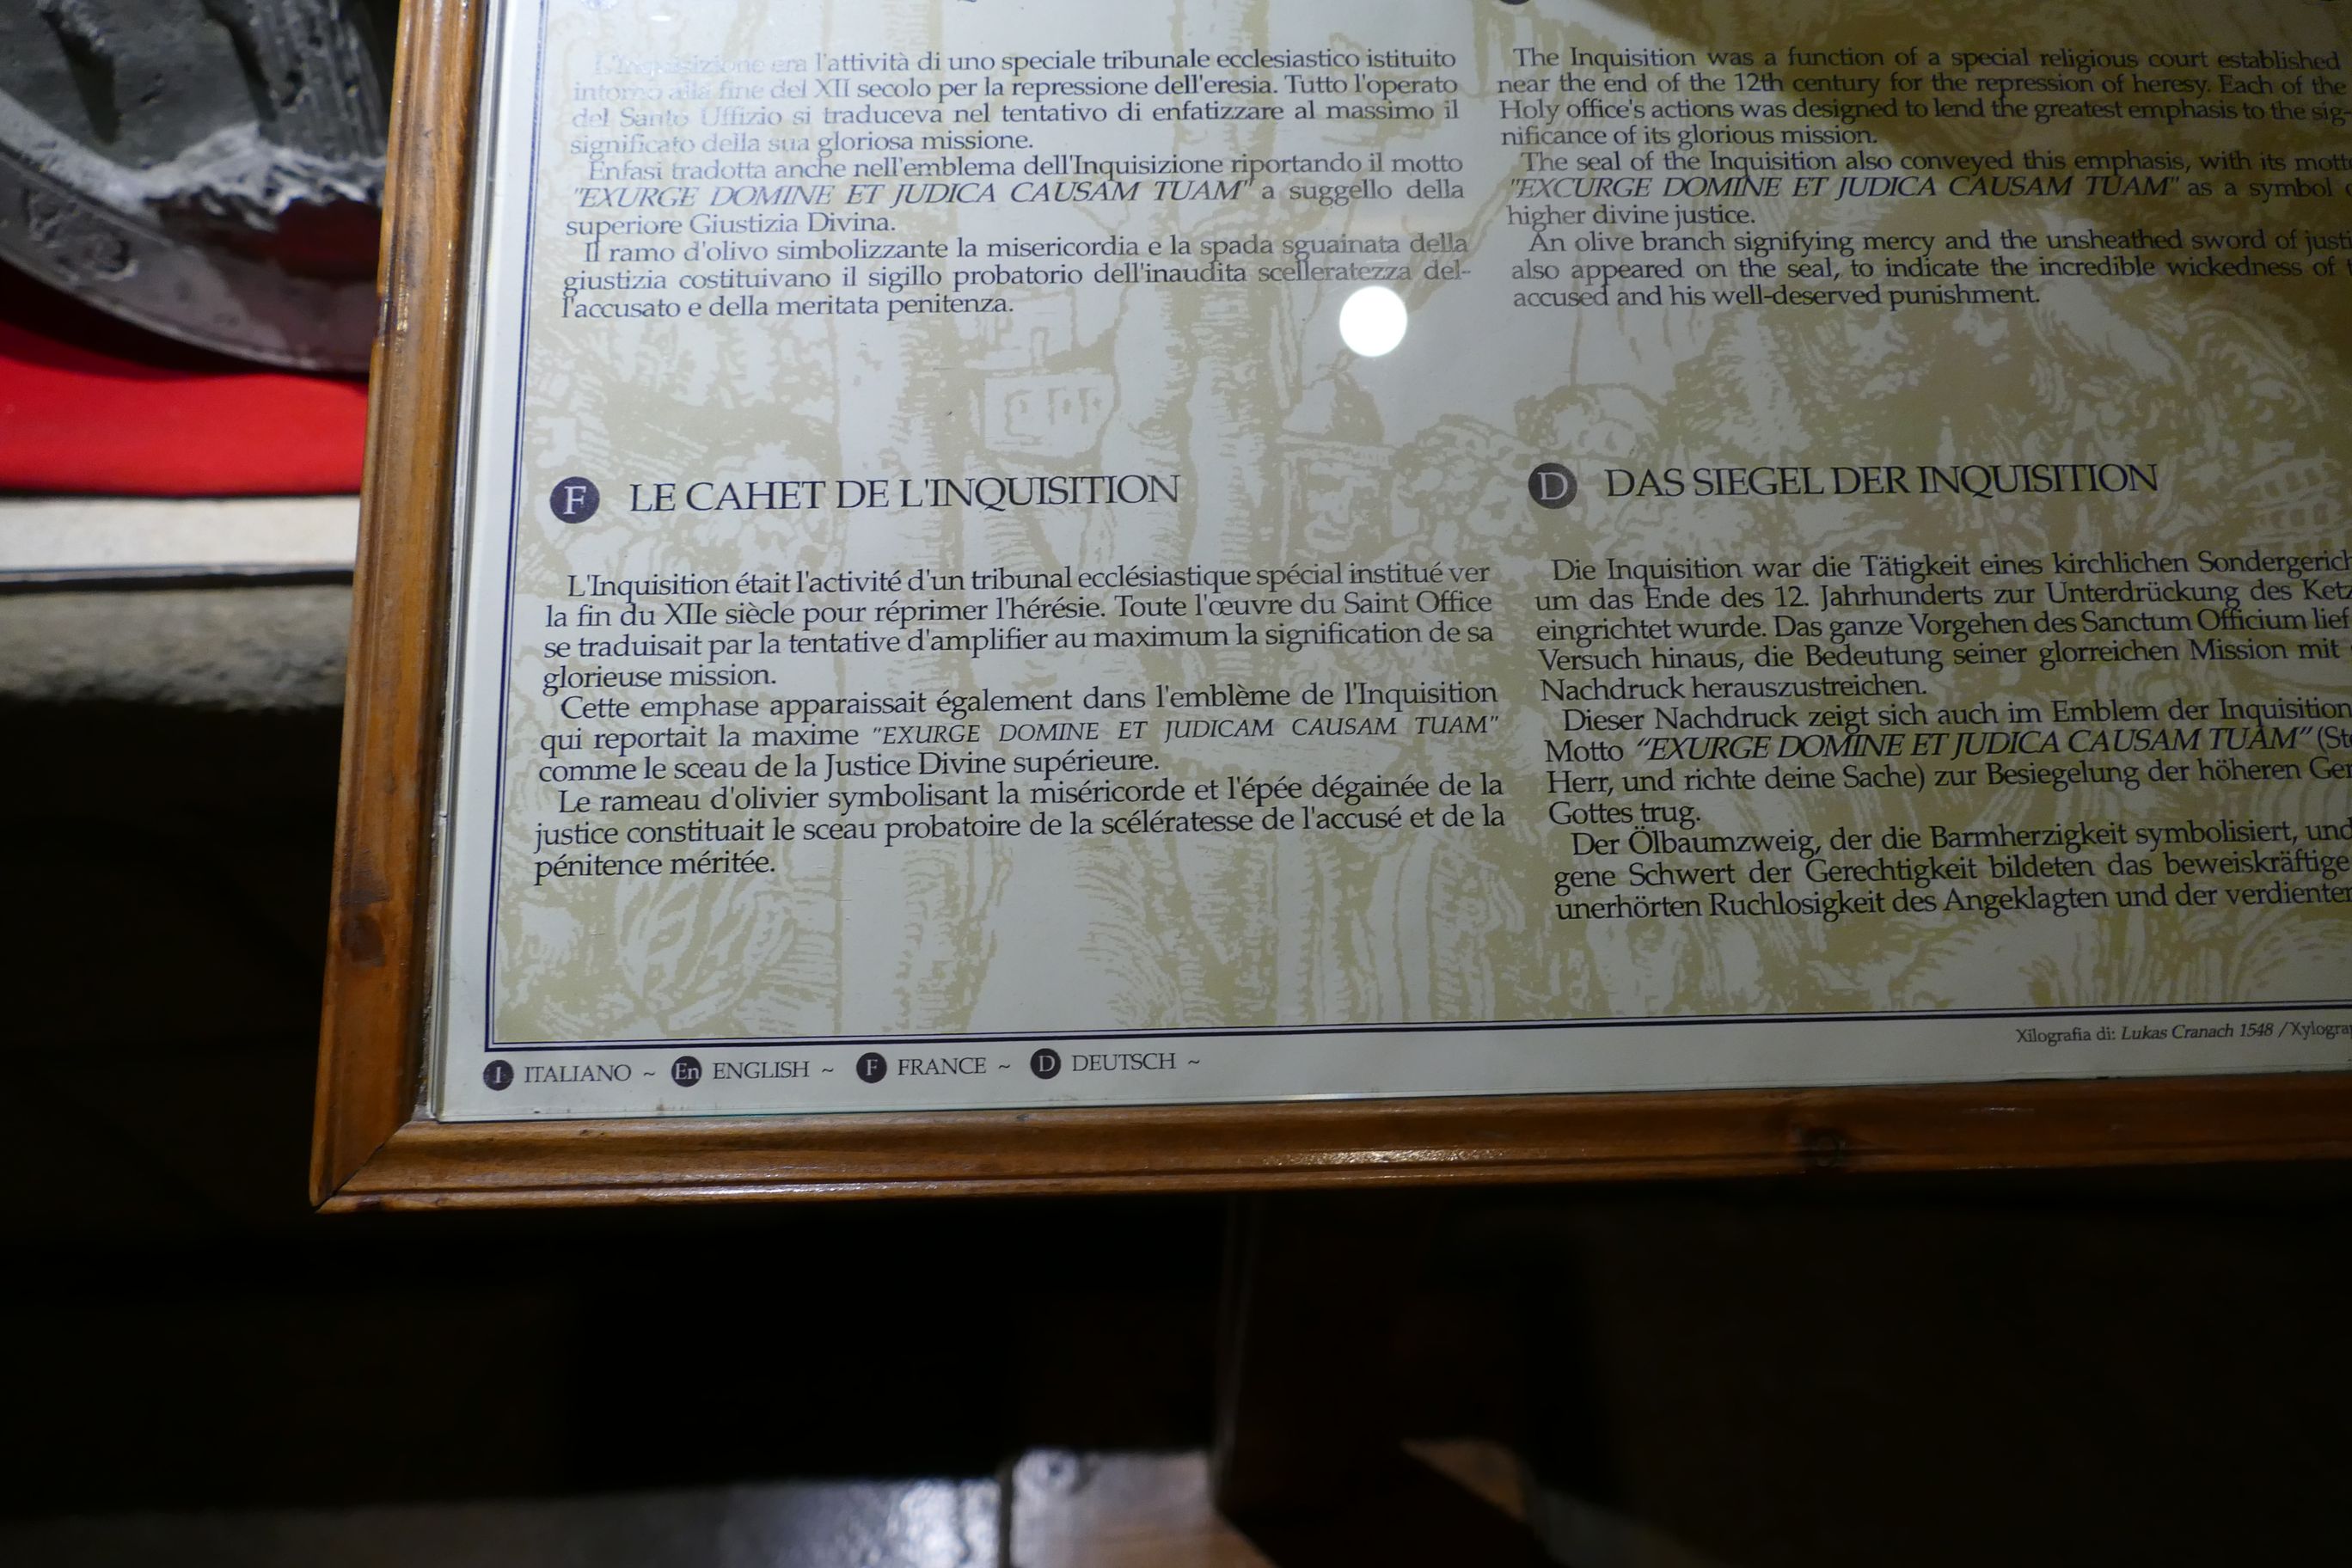 L'Inquisizione era l'attività di uno speciale tribunale ecclesiastico istituito
intorno alla fine del XII secolo per la repressione dell'eresia. Tutto l'operato
del Santo Uffizio si traduceva nel tentativo di enfatizzare al massimo il
significato della sua gloriosa missione.
Enfasi tradotta anche nell'emblema dell'Inquisizione riportando il motto
"EXURGE DOMINE ET JUDICA CAUSAM TUAM" a suggello della
superiore Giustizia Divina.
Il ramo d'olivo simbolizzante la misericordia e la spada sguainata della
giustizia costituivano il sigillo probatorio dell'inaudita scelleratezza del-
l'accusato e della meritata penitenza.
The Inquisition was a function of a special religious court established
near the end of the 12th century for the repression of heresy. Each of the
Holy office's actions was designed to lend the greatest emphasis to the sig-
nificance of its glorious mission.
The seal of the Inquisition also conveyed this emphasis, with its motto
"EXCURGE DOMINE ET JUDICA CAUSAM TUAM" as a symbol
higher divine justice.
An olive branch signifying mercy and the unsheathed sword of justi
also appeared on the seal, to indicate the incredible wickedness of
accused and his well-deserved punishment.
F LE CAHET DE L'INQUISITION
L'Inquisition était l'activité d'un tribunal ecclésiastique spécial institué ver
la fin du XIIe siècle pour réprimer l'hérésie. Toute l'œuvre du Saint Office
se traduisait par la tentative d'amplifier au maximum la signification de sa
glorieuse mission.
Cette emphase apparaissait également dans l'emblème de l'Inquisition
qui reportait la maxime "EXURGE DOMINE ET JUDICAM CAUSAM TUAM"
comme le sceau de la Justice Divine supérieure.
Le rameau d'olivier symbolisant la miséricorde et l'épée dégainée de la
justice constituait le sceau probatoire de la scélératesse de l'accusé et de la
pénitence méritée.
D DAS SIEGEL DER INQUISITION
Die Inquisition war die Tätigkeit eines kirchlichen Sondergerich
um das Ende des 12. Jahrhunderts zur Unterdrückung des Ketz
eingrichtet wurde. Das ganze Vorgehen des Sanctum Officium lief
Versuch hinaus, die Bedeutung seiner glorreichen Mission mit
Nachdruck herauszustreichen.
Dieser Nachdruck zeigt sich auch im Emblem der Inquisition
Motto "EXURGE DOMINE ET JUDICA CAUSAM TUAM" (Ste
Herr, und richte deine Sache) zur Besiegelung der höheren Ger
Gottes trug.
Der Ölbaumzweig, der die Barmherzigkeit symbolisiert, und
gene Schwert der Gerechtigkeit bildeten das beweiskräftige
unerhörten Ruchlosigkeit des Angeklagten und der verdienten
Xilografia di: Lukas Cranach 1548 / Xylogra
I ITALIANO ~ En ENGLISH ~ F FRANCE ~ D DEUTSCH ~